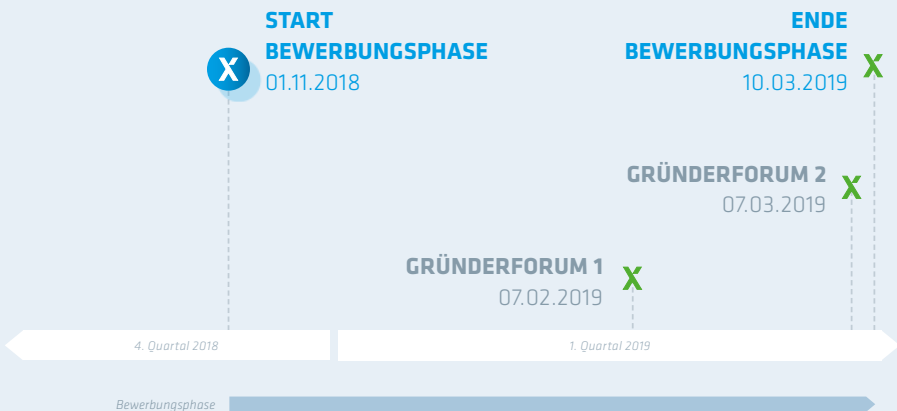 START
BEWERBUNGSPHASE
01.11.2018
ENDE
BEWERBUNGSPHASE
10.03.2019
GRÜNDERFORUM 2
07.03.2019
GRÜNDERFORUM 1
07.02.2019
4. Quartal 2018
1. Quartal 2019
Bewerbungsphase